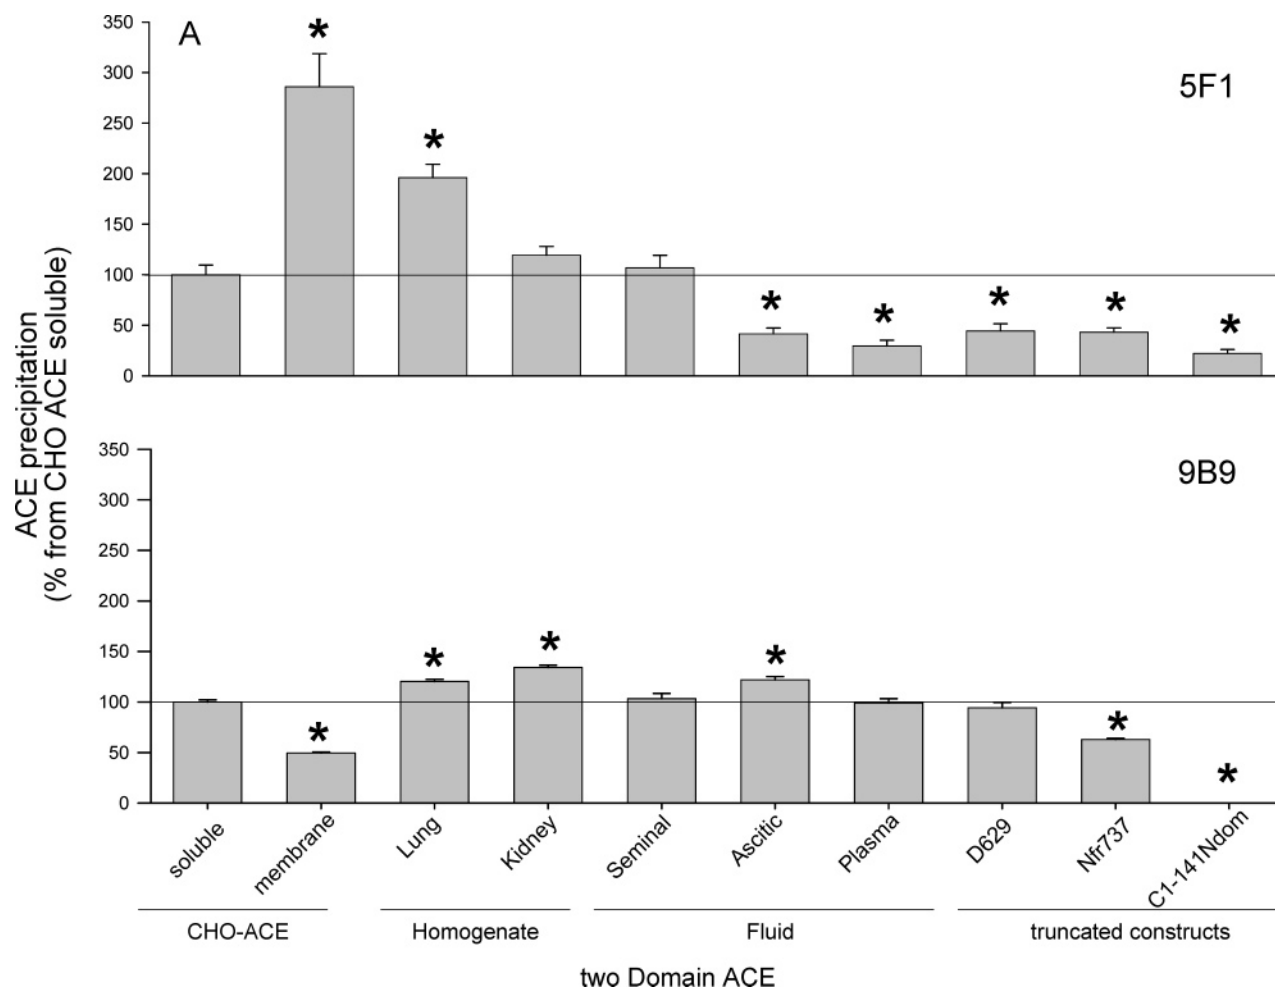 A
5F1
*
*
*
*
*
*
*
350
300
250
200
150
100
50
0
ACE precipitation
(% from CHO ACE soluble)
9B9
*
*
*
*
*
*
350
300
250
200
150
100
50
0
soluble
membrane
Lung
Kidney
Seminal
Ascitic
Plasma
D629
Nfr737
C1-141Ndom
CHO-ACE
Homogenate
Fluid
truncated constructs
two Domain ACE